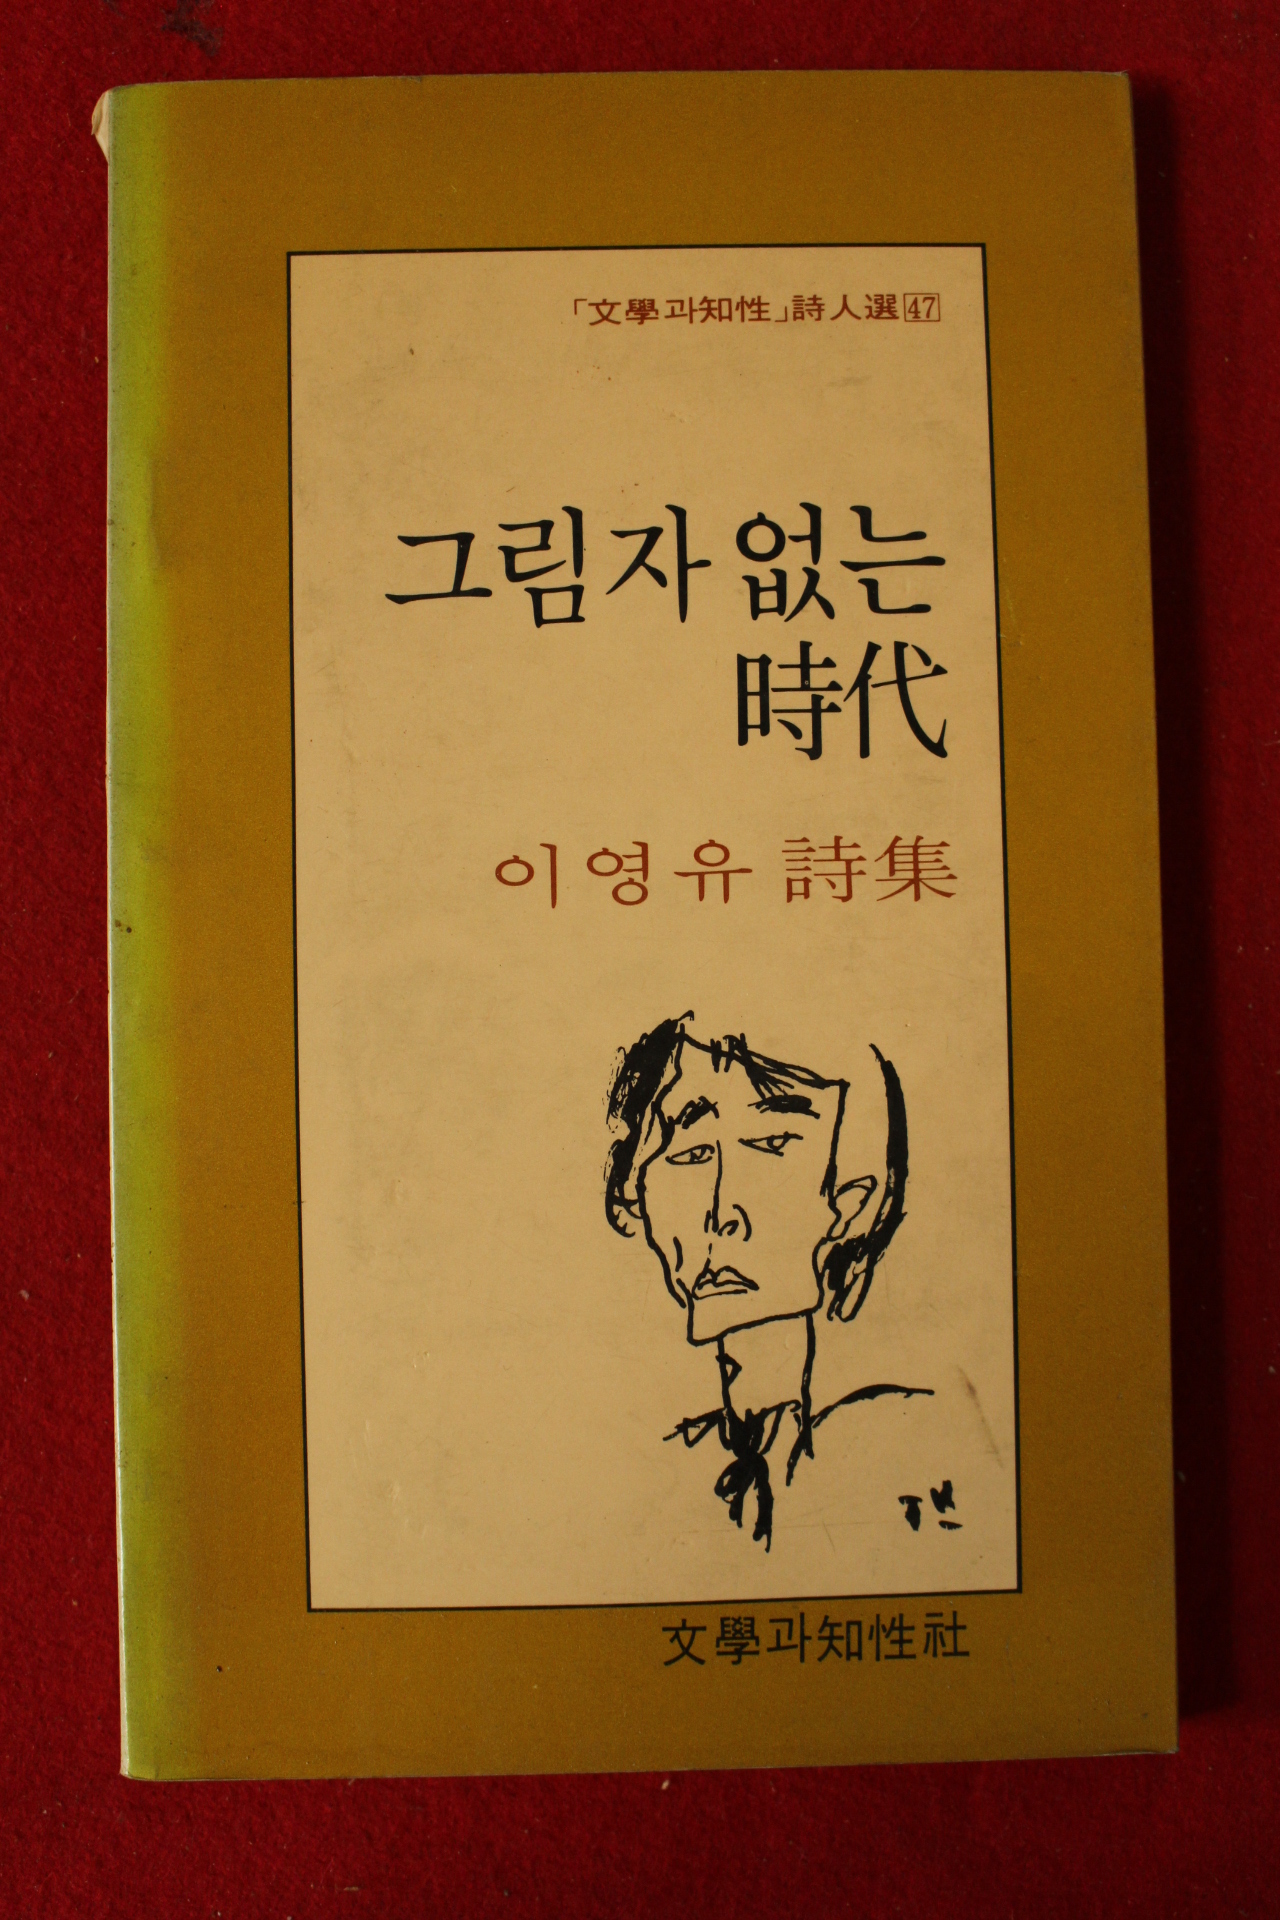 「文學과知性」詩人選 47
그림자 없는
時代
이영유 詩集
文學과知性社